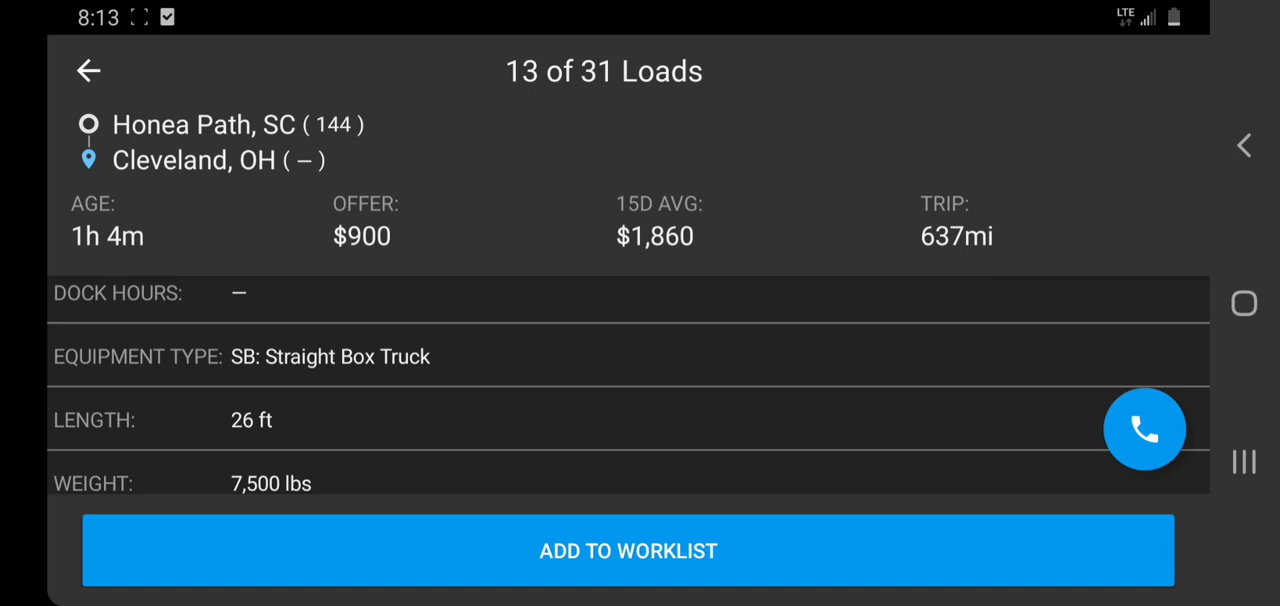 8:13
LTE
13 of 31 Loads
Honea Path, SC ( 144 )
Cleveland, OH ( – )
AGE: OFFER: 15D AVG: TRIP:
1h 4m $900 $1,860 637mi
DOCK HOURS: –
EQUIPMENT TYPE: SB: Straight Box Truck
LENGTH: 26 ft
WEIGHT: 7,500 lbs
ADD TO WORKLIST